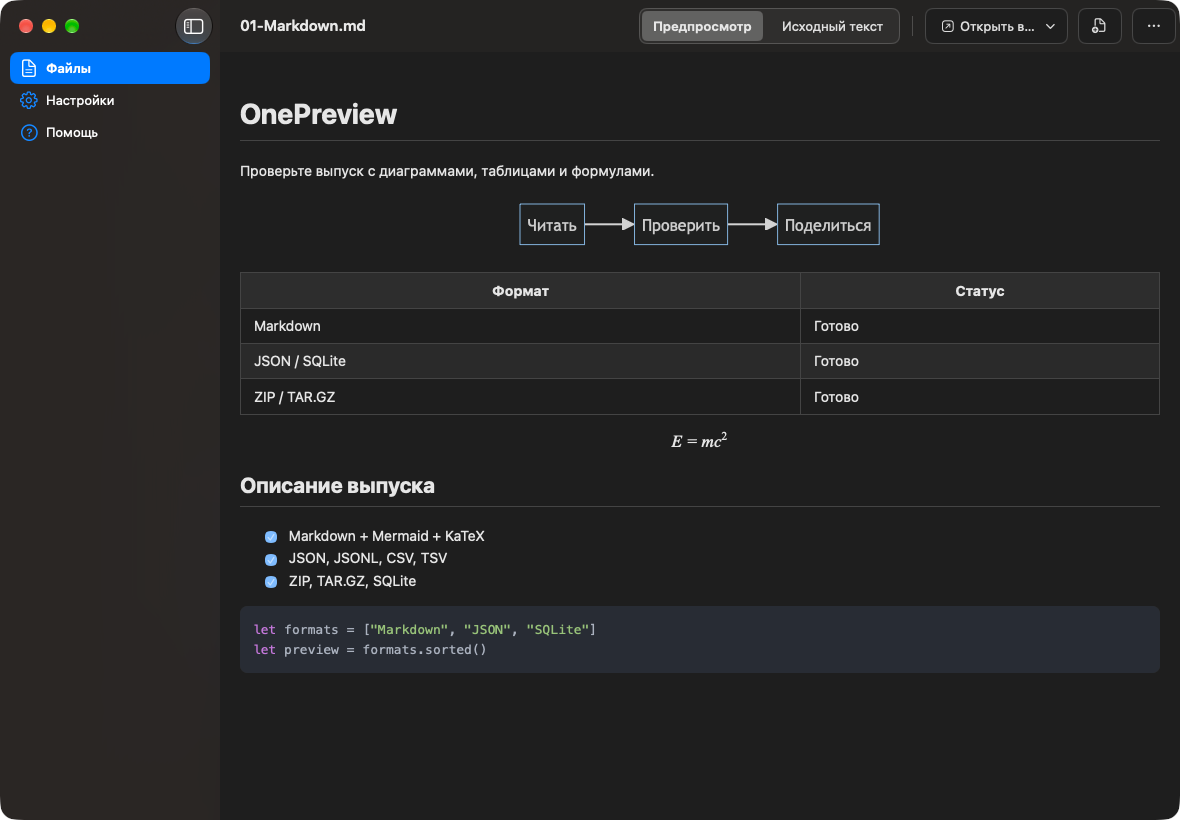 01-Markdown.md
Предпросмотр
Исходный текст
Открыть в...
Файлы
Настройки
Помощь
OnePreview
Проверьте выпуск с диаграммами, таблицами и формулами.
Читать Проверить Поделиться
Формат Статус
Markdown Готово
JSON / SQLite Готово
ZIP / TAR.GZ Готово
E = mc²
Описание выпуска
Markdown + Mermaid + KaTeX
JSON, JSONL, CSV, TSV
ZIP, TAR.GZ, SQLite
let formats = ["Markdown", "JSON", "SQLite"]
let preview = formats.sorted()